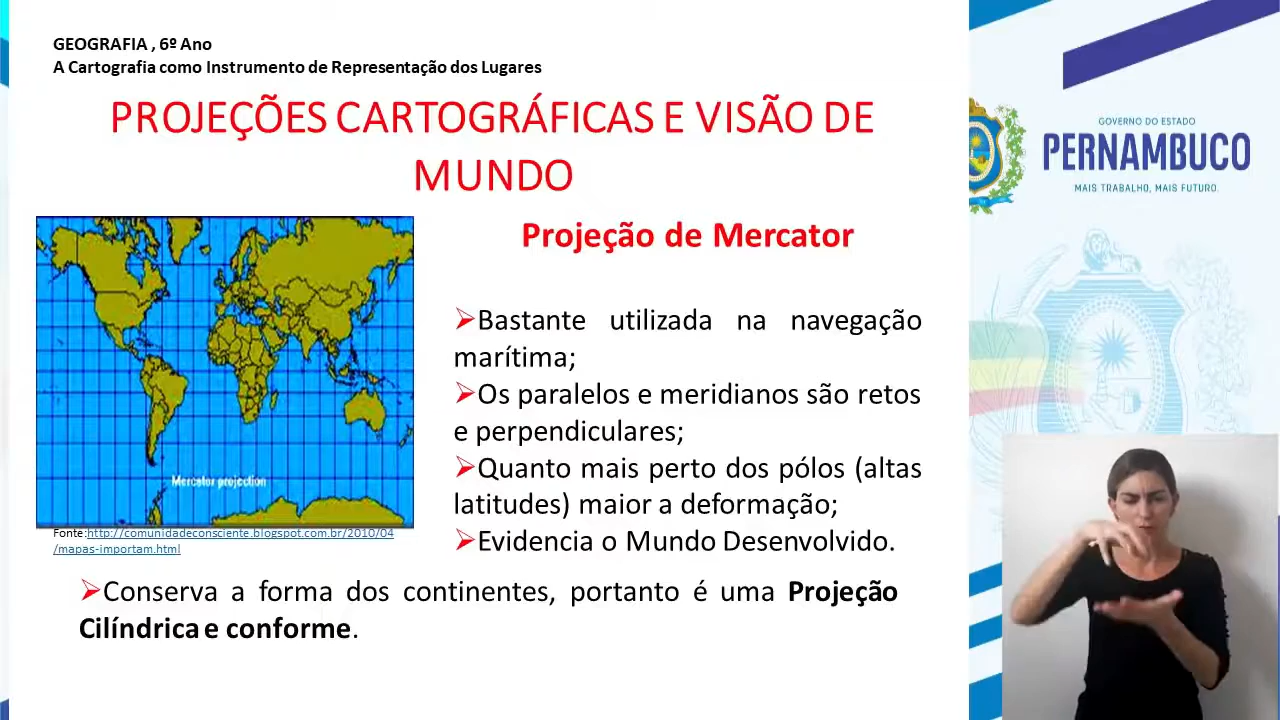 GEOGRAFIA , 6º Ano
A Cartografia como Instrumento de Representação dos Lugares
PROJEÇÕES CARTOGRÁFICAS E VISÃO DE
MUNDO
GOVERNO DO ESTADO
PERNAMBUCO
MAIS TRABALHO, MAIS FUTURO.
Projeção de Mercator
➢Bastante utilizada na navegação
marítima;
➢Os paralelos e meridianos são retos
e perpendiculares;
➢Quanto mais perto dos pólos (altas
latitudes) maior a deformação;
➢Evidencia o Mundo Desenvolvido.
Mercator projection
Fonte:http://comunidadeconsciente.blogspot.com.br/2010/04
/mapas-importam.html
➢Conserva a forma dos continentes, portanto é uma Projeção
Cilíndrica e conforme.